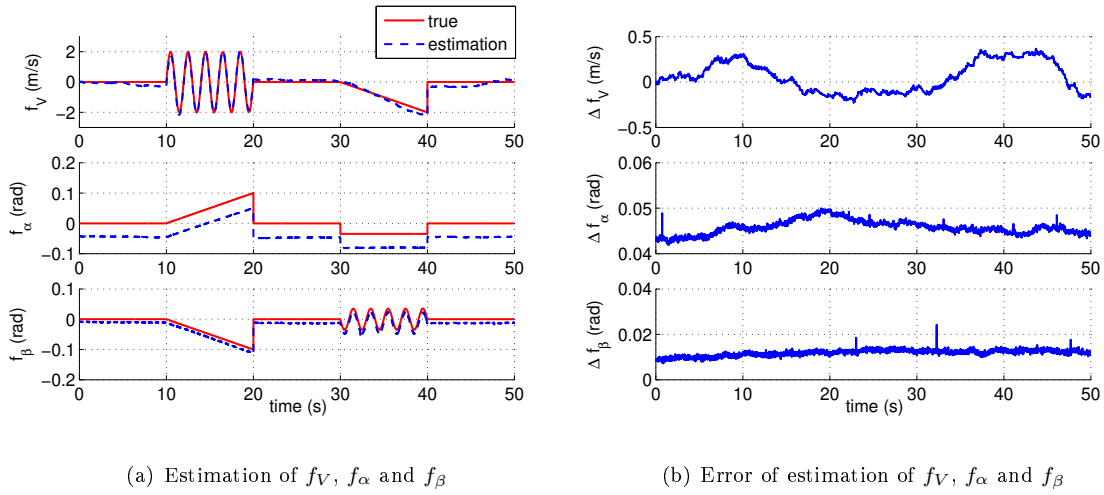 true
estimation
2
0
−2
f_V (m/s)
0 10 20 30 40 50
0.2
0.1
0
−0.1
f_α (rad)
0 10 20 30 40 50
0.1
0
−0.1
−0.2
f_β (rad)
0 10 20 30 40 50
time (s)
0.5
0
−0.5
Δ f_V (m/s)
0 10 20 30 40 50
0.06
0.05
0.04
Δ f_α (rad)
0 10 20 30 40 50
0.04
0.02
0
Δ f_β (rad)
0 10 20 30 40 50
time (s)
(a) Estimation of f_V, f_α and f_β
(b) Error of estimation of f_V, f_α and f_β